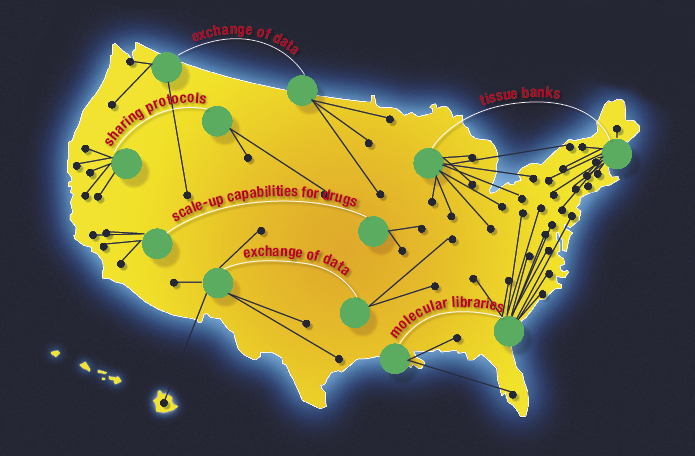 exchange of data
tissue banks
sharing protocols
scale-up capabilities for drugs
exchange of data
molecular libraries